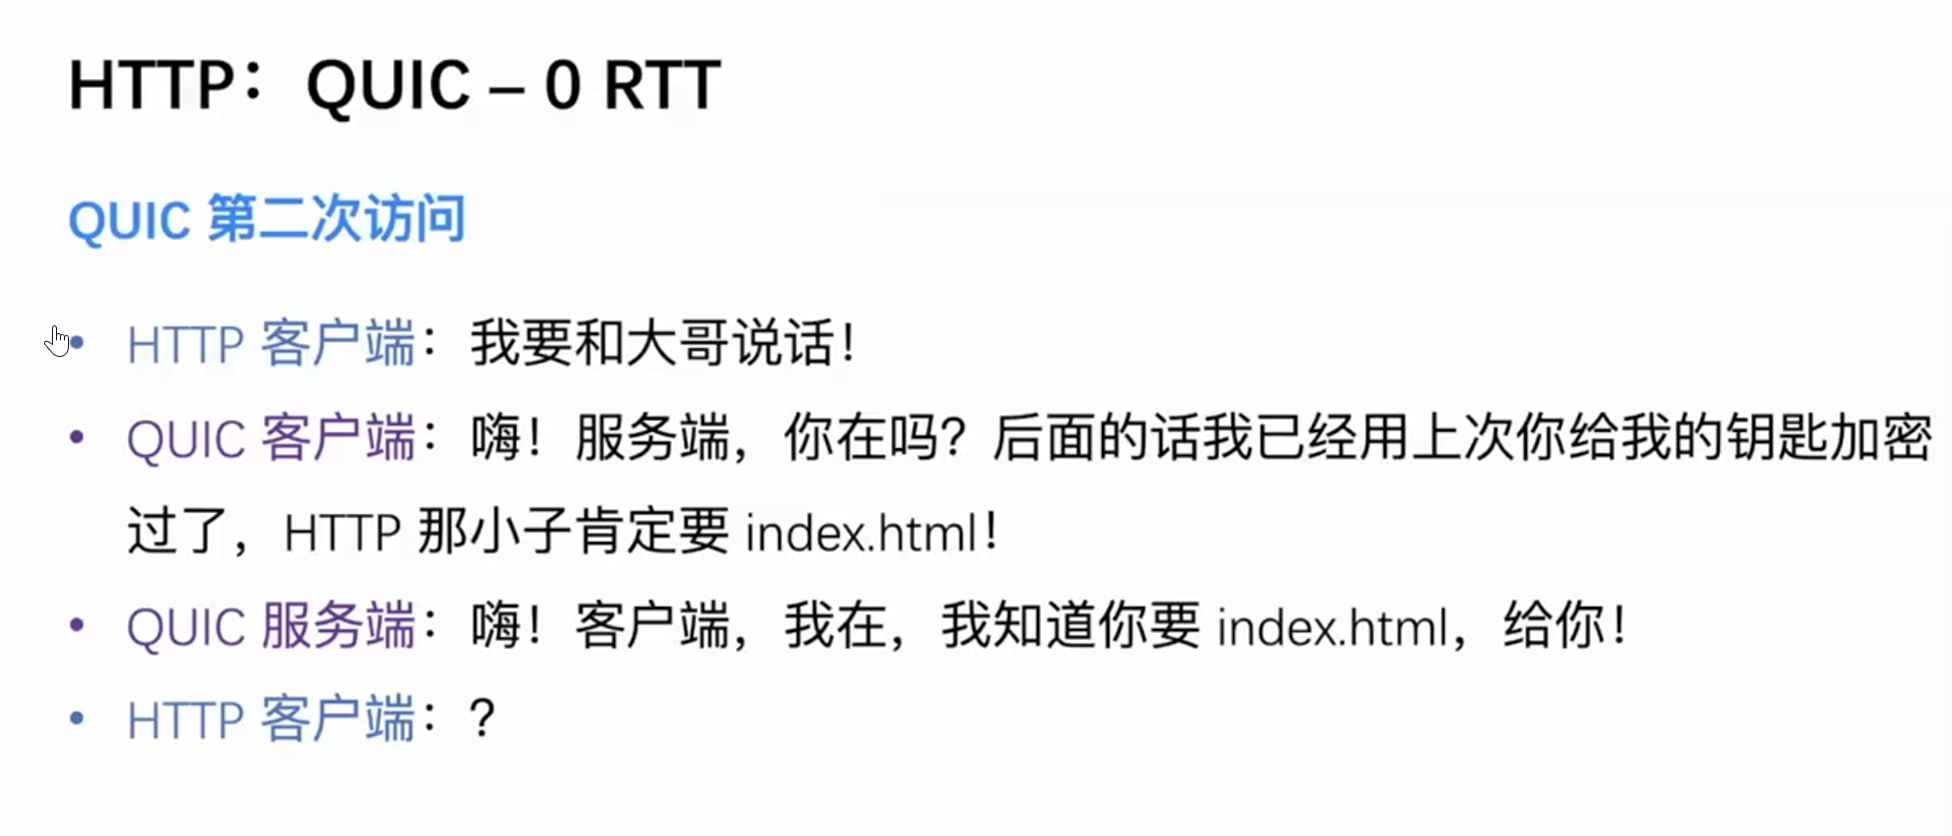 HTTP：QUIC – 0 RTT
QUIC 第二次访问
• HTTP 客户端：我要和大哥说话！
• QUIC 客户端：嗨！服务端，你在吗？后面的话我已经用上次你给我的钥匙加密
过了，HTTP 那小子肯定要 index.html！
• QUIC 服务端：嗨！客户端，我在，我知道你要 index.html，给你！
• HTTP 客户端：？